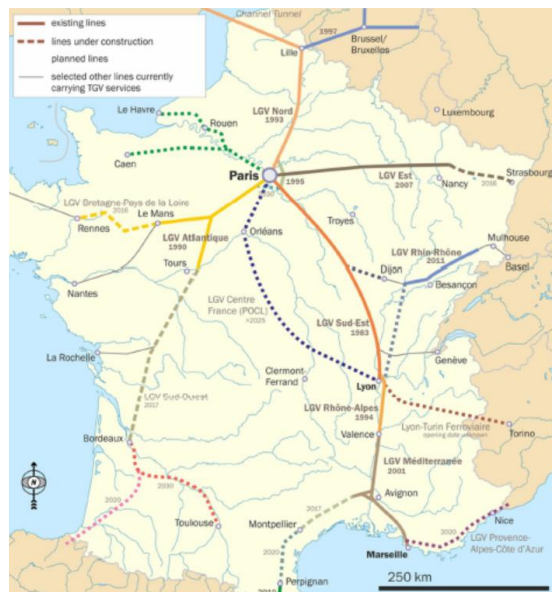 existing lines
lines under construction
planned lines
selected other lines currently
carrying TGV services
Channel Tunnel
1997
Brussel/
Bruxelles
Lille
LGV Nord
1993
Luxembourg
Le Havre
Rouen
Caen
Paris
1995
LGV Est
2007
Nancy
2016
Strasbourg
LGV Bretagne-Pays de la Loire
2016
Le Mans
Rennes
LGV Atlantique
1990
Tours
Nantes
Orléans
Troyes
LGV Rhin-Rhône
2011
Mulhouse
Basel
Dijon
Besançon
LGV Centre
France (POCL)
>2025
LGV Sud-Est
1983
Genève
La Rochelle
Clermont
Ferrand
Lyon
LGV Sud-Ouest
2017
LGV Rhône-Alpes
1994
Lyon-Turin Ferroviaire
opening date unknown
Torino
Valence
Bordeaux
LGV Méditerragée
2001
Avignon
N
2020
2030
Toulouse
Montpellier
2017
2020
Nice
LGV Provence-
Alpes-Côte d'Azur
2020
Marseille
Perpignan
2010
250 km